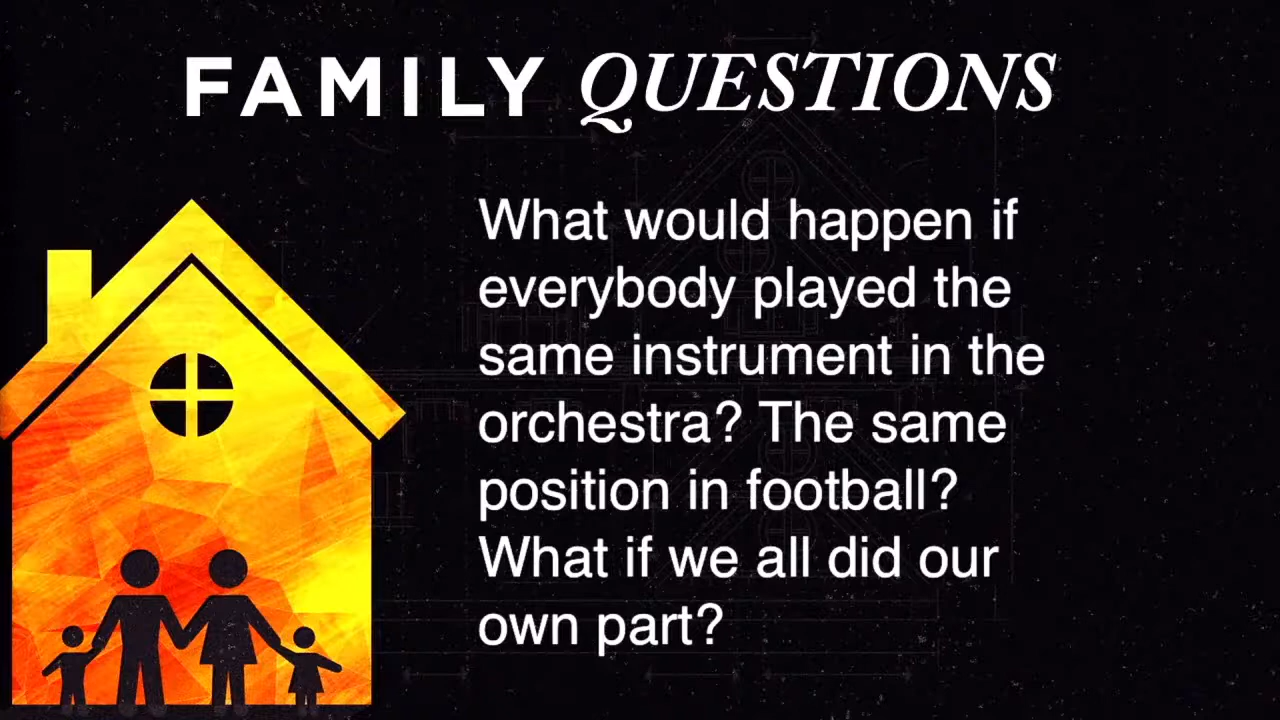 FAMILY QUESTIONS
What would happen if
everybody played the
same instrument in the
orchestra? The same
position in football?
What if we all did our
own part?